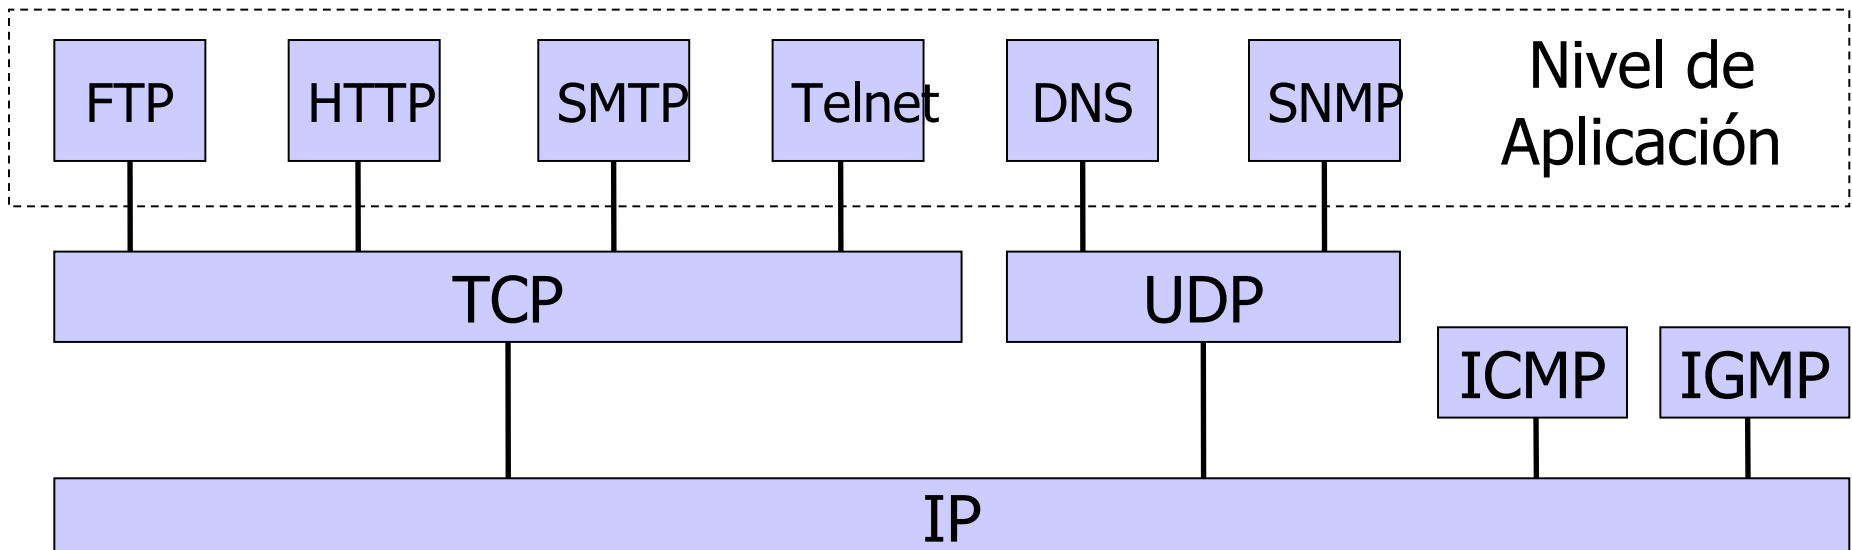 FTP
HTTP
SMTP
Telnet
DNS
SNMP
Nivel de
Aplicación
TCP
UDP
ICMP
IGMP
IP